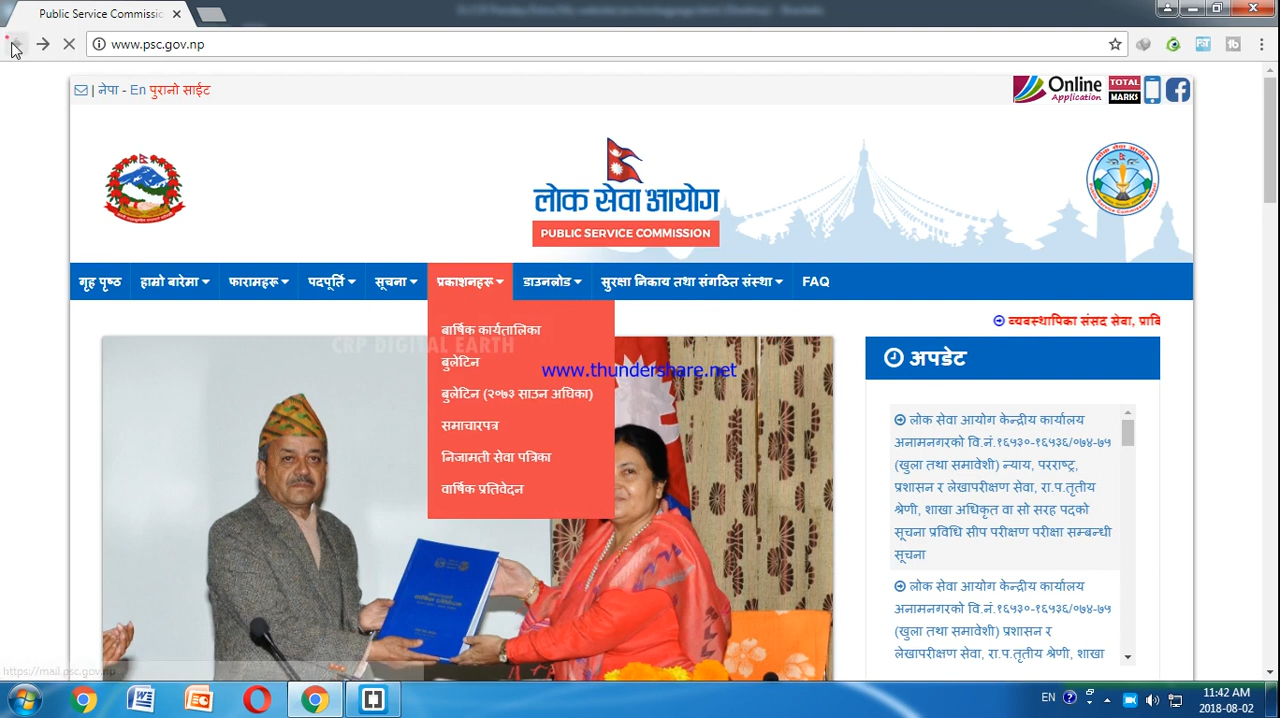 Public Service Commissic
www.psc.gov.np
| नेपा - En पुरानो साईट
Online
Application
TOTAL
MARKS
लोक सेवा आयोग
PUBLIC SERVICE COMMISSION
गृह पृष्ठ हाम्रो बारेमा फारामहरू पदपूर्ति सूचना प्रकाशनहरू डाउनलोड सुरक्षा निकाय तथा संगठित संस्था FAQ
व्यवस्थापिका संसद सेवा, प्रावि
बार्षिक कार्यतालिका
बुलेटिन
बुलेटिन (२०७३ साउन अघिका)
समाचारपत्र
निजामती सेवा पत्रिका
वार्षिक प्रतिवेदन
CRP DIGITAL EARTH
www.thundershare.net
अपडेट
लोक सेवा आयोग केन्द्रीय कार्यालय
अनामनगरको वि.नं.१६५३०-१६५३६/०७४-७५
(खुला तथा समावेशी) न्याय, परराष्ट्र,
प्रशासन र लेखापरीक्षण सेवा, रा.प.तृतीय
श्रेणी, शाखा अधिकृत वा सो सरह पदको
सूचना प्रविधि सीप परीक्षण परीक्षा सम्बन्धी
सूचना
लोक सेवा आयोग केन्द्रीय कार्यालय
अनामनगरको वि.नं.१६५३०-१६५३६/०७४-७५
(खुला तथा समावेशी) प्रशासन र
लेखापरीक्षण सेवा, रा.प.तृतीय श्रेणी, शाखा
https://mail.psc.gov.np
EN
11:42 AM
2018-08-02